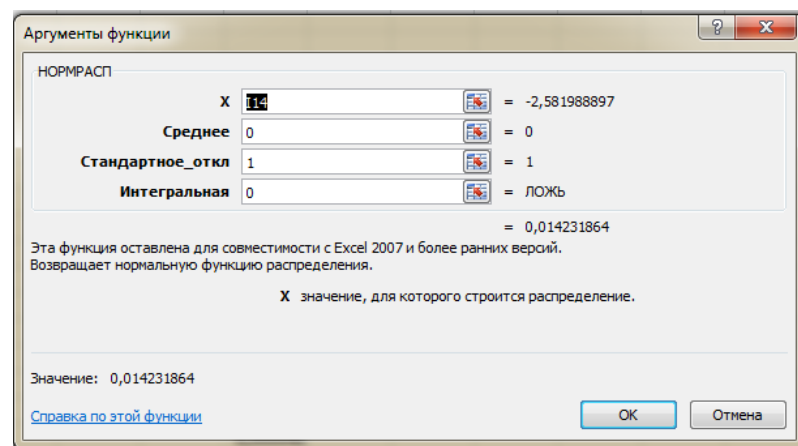 Аргументы функции
НОРМРАСП
X I14 = -2,581988897
Среднее 0 = 0
Стандартное_откл 1 = 1
Интегральная 0 = ЛОЖЬ
= 0,014231864
Эта функция оставлена для совместимости с Excel 2007 и более ранних версий.
Возвращает нормальную функцию распределения.
X значение, для которого строится распределение.
Значение: 0,014231864
Справка по этой функции
ОК Отмена